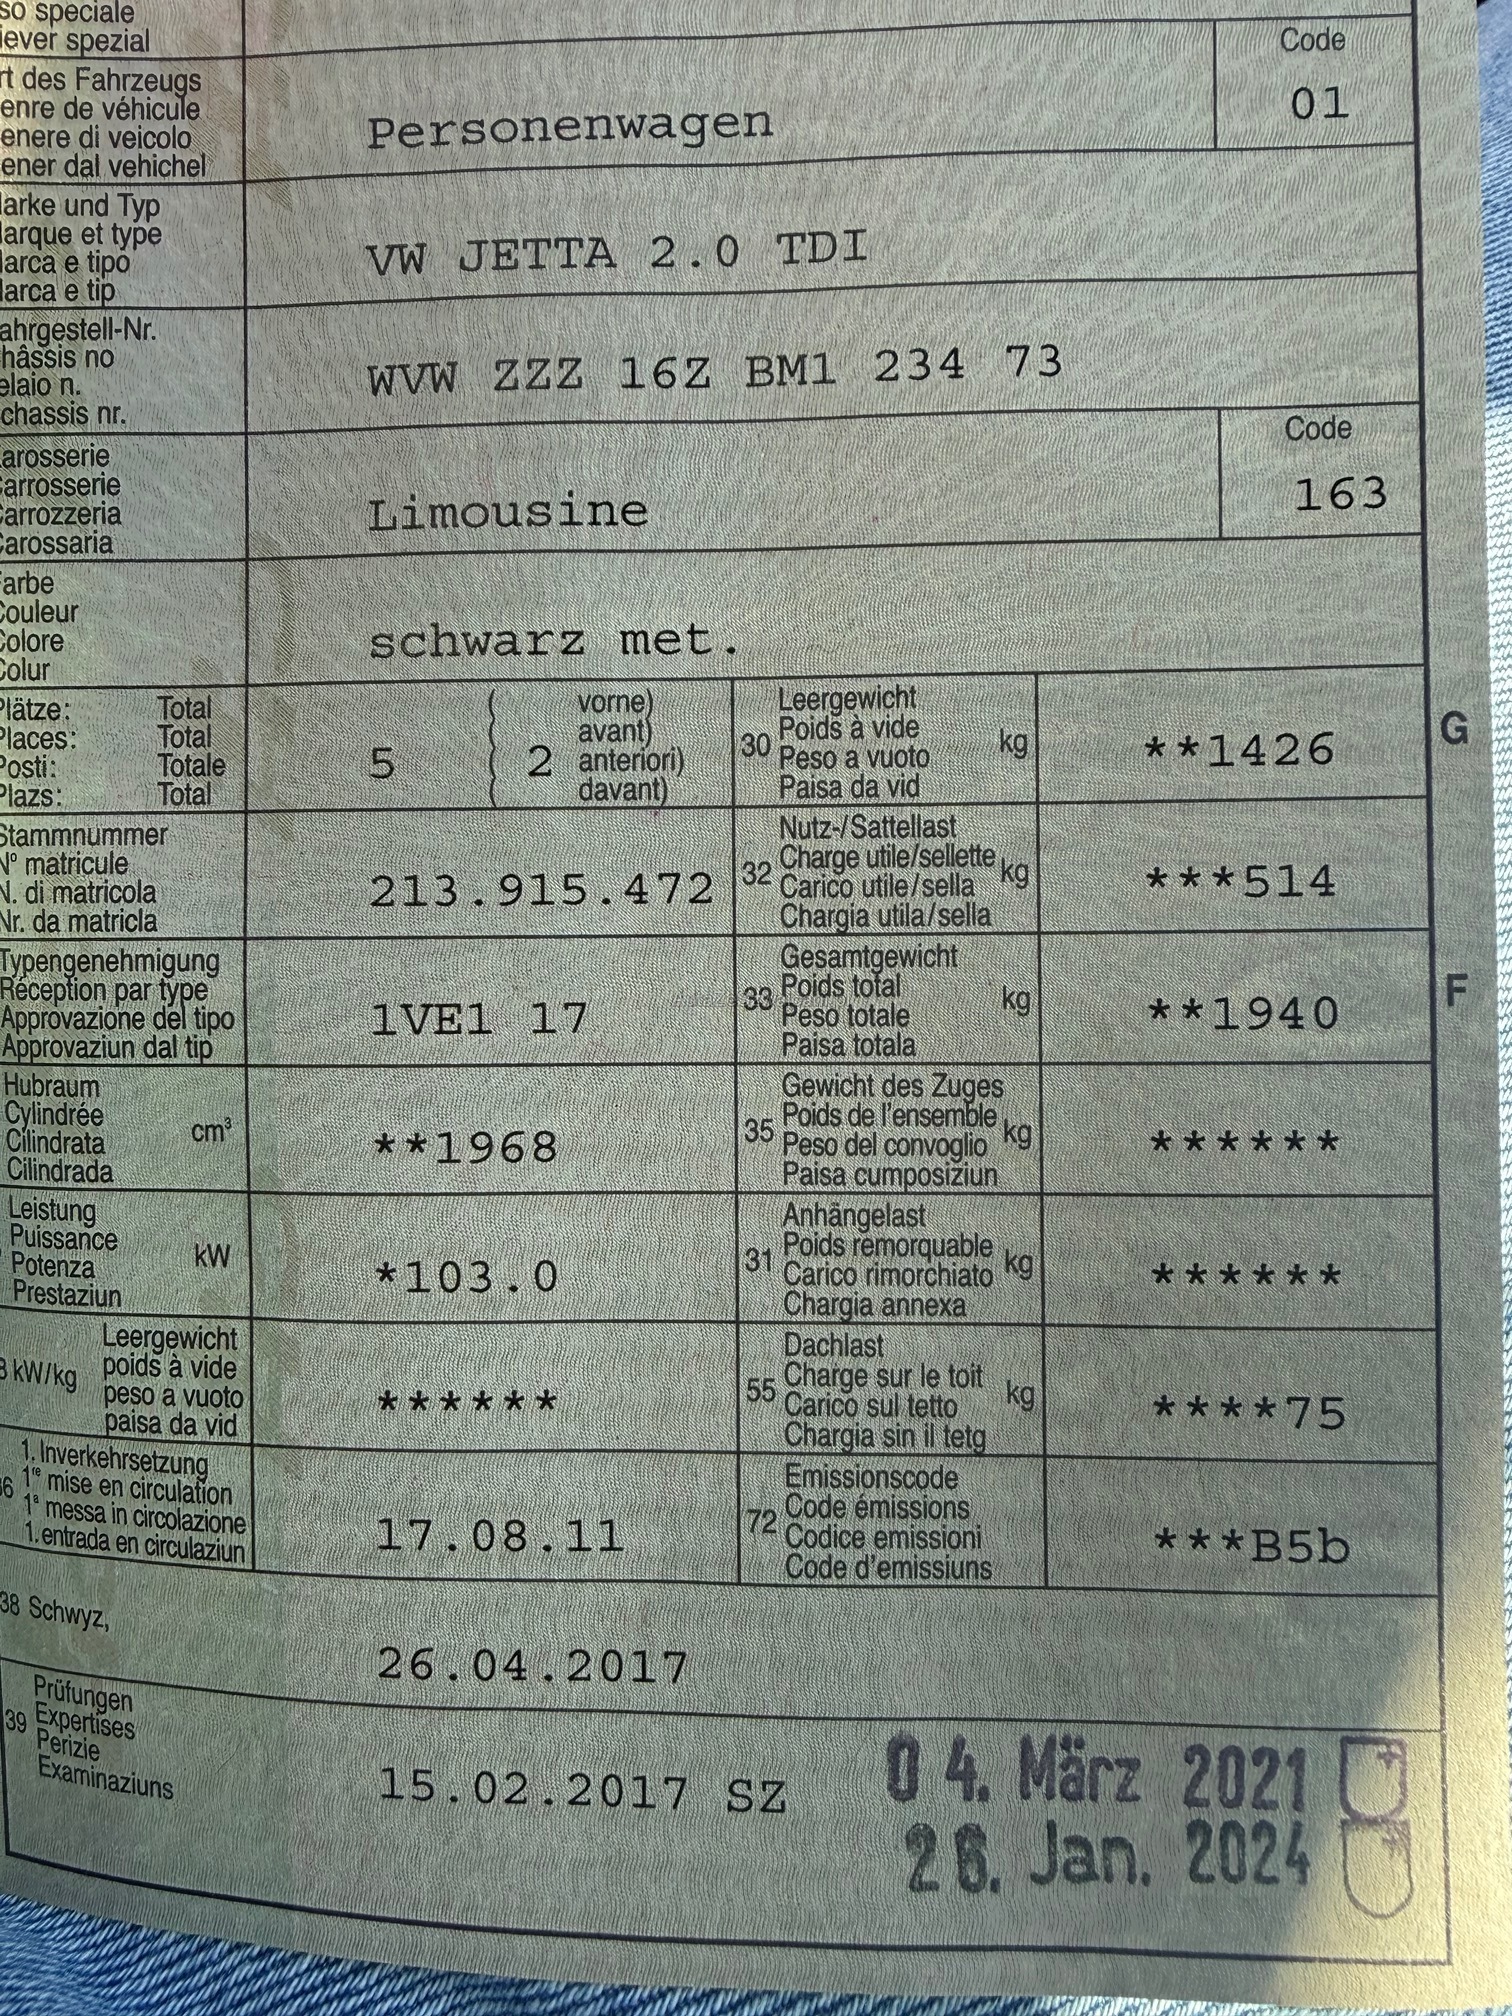 so speciale
iever spezial
rt des Fahrzeugs
enre de véhicule
enere di veicolo
ener dal vehichel
Personenwagen
Code
01
arke und Typ
arque et type
arca e tipo
arca e tip
VW JETTA 2.0 TDI
ahrgestell-Nr.
hâssis no
elaio n.
chassis nr.
WVW ZZZ 16Z BM1 234 73
arosserie
arrosserie
arrozzeria
arossaria
Limousine
Code
163
arbe
Couleur
Colore
Colur
schwarz met.
Plätze: Total
Places: Total
Posti: Totale
Plazs: Total
5
2
vorne)
avant)
anteriori)
davant)
30
Leergewicht
Poids à vide
Peso a vuoto
Paisa da vid
kg
**1426
G
Stammnummer
N° matricule
N. di matricola
Nr. da matricla
213.915.472
32
Nutz-/Sattellast
Charge utile/sellette
Carico utile/sella
Chargia utila/sella
kg
***514
Typengenehmigung
Réception par type
Approvazione del tipo
Approvaziun dal tip
1VE1 17
33
Gesamtgewicht
Poids total
Peso totale
Paisa totala
kg
**1940
F
Hubraum
Cylindrée
Cilindrata
Cilindrada
cm³
**1968
35
Gewicht des Zuges
Poids de l'ensemble
Peso del convoglio
Paisa cumposiziun
kg
******
Leistung
Puissance
Potenza
Prestaziun
kW
*103.0
31
Anhängelast
Poids remorquable
Carico rimorchiato
Chargia annexa
kg
******
kW/kg
Leergewicht
poids à vide
peso a vuoto
paisa da vid
******
55
Dachlast
Charge sur le toit
Carico sul tetto
Chargia sin il tetg
kg
****75
6
1. Inverkehrsetzung
1re mise en circulation
1a messa in circolazione
1. entrada en circulaziun
17.08.11
72
Emissionscode
Code émissions
Codice emissioni
Code d'emissiuns
***B5b
38 Schwyz,
26.04.2017
39
Prüfungen
Expertises
Perizie
Examinaziuns
15.02.2017 SZ
04. März 2021
26. Jan. 2024